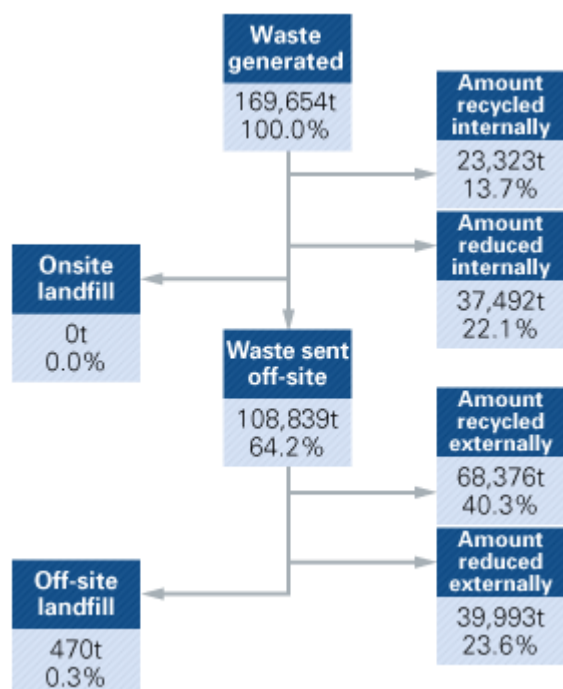 Waste
generated
169,654t
100.0%
Amount
recycled
internally
23,323t
13.7%
Amount
reduced
internally
37,492t
22.1%
Onsite
landfill
0t
0.0%
Waste sent
off-site
108,839t
64.2%
Amount
recycled
externally
68,376t
40.3%
Amount
reduced
externally
39,993t
23.6%
Off-site
landfill
470t
0.3%